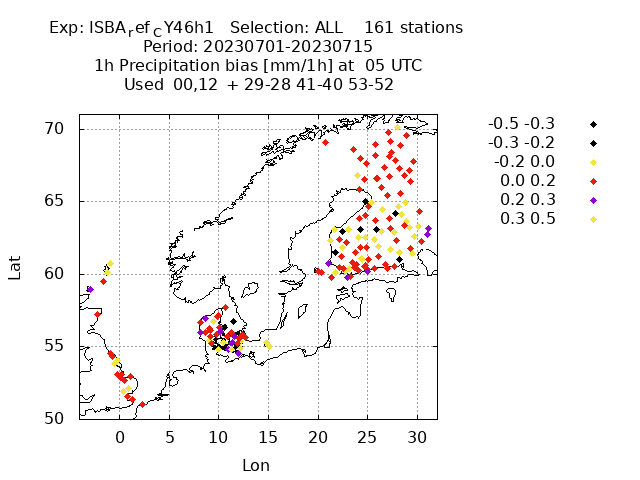 Exp: ISBA_ref_CY46h1   Selection: ALL    161 stations
Period: 20230701-20230715
1h Precipitation bias [mm/1h] at  05 UTC
Used  00,12  + 29-28 41-40 53-52
-0.5 -0.3
-0.3 -0.2
-0.2 0.0
0.0 0.2
0.2 0.3
0.3 0.5
70
65
60
55
50
Lat
0 5 10 15 20 25 30
Lon